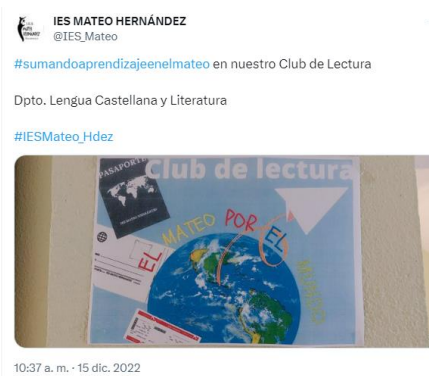 IES MATEO HERNÁNDEZ
@IES_Mateo
#sumandoaprendizajeenelmateo en nuestro Club de Lectura
Dpto. Lengua Castellana y Literatura
#IESMateo_Hdez
PASAPORTE
Club de lectura
EL MATEO POR EL MUNDO
10:37 a. m. · 15 dic. 2022